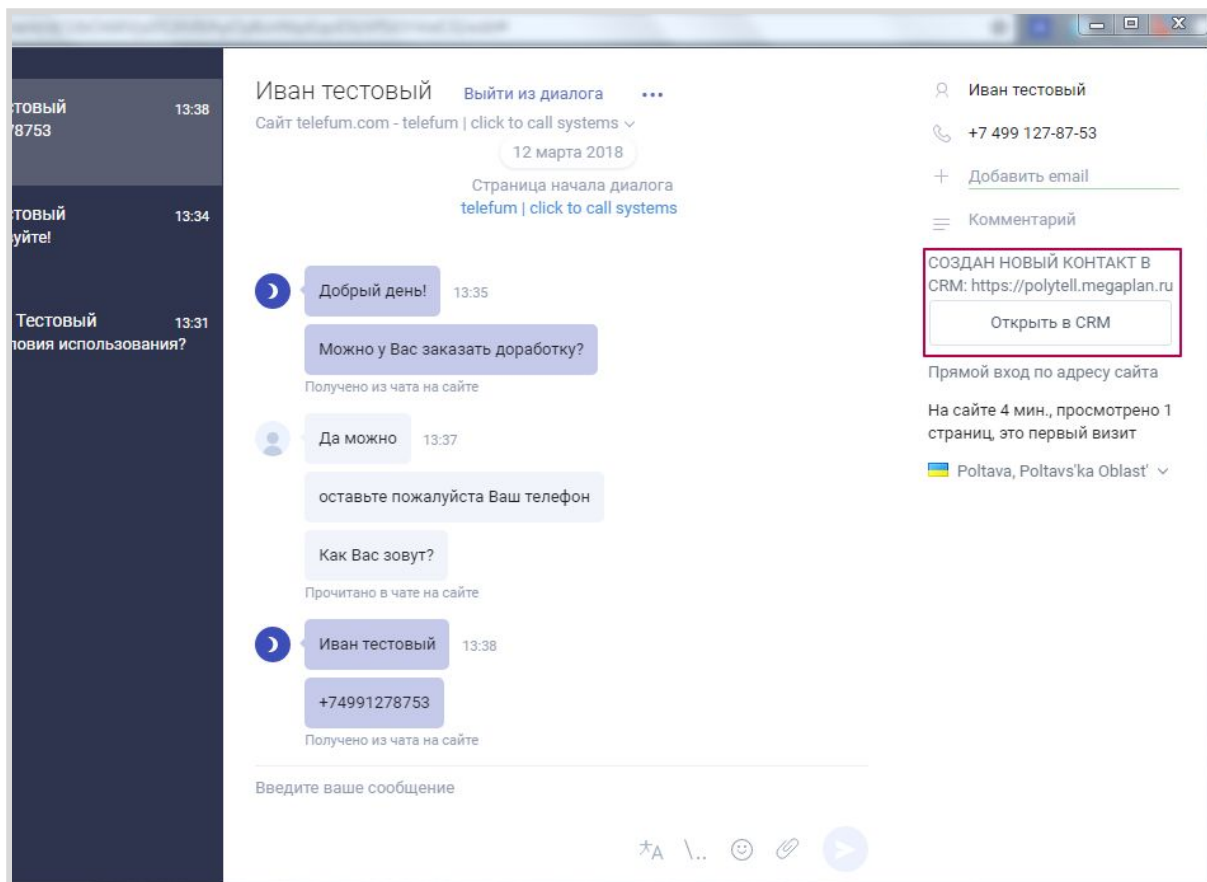 товый 13:38
8753
товый 13:34
уйте!
Тестовый 13:31
ловия использования?
Иван тестовый Выйти из диалога •••
Сайт telefum.com - telefum | click to call systems
12 марта 2018
Страница начала диалога
telefum | click to call systems
Добрый день! 13:35
Можно у Вас заказать доработку?
Получено из чата на сайте
Да можно 13:37
оставьте пожалуйста Ваш телефон
Как Вас зовут?
Прочитано в чате на сайте
Иван тестовый 13:38
+74991278753
Получено из чата на сайте
Введите ваше сообщение
\..
Иван тестовый
+7 499 127-87-53
Добавить email
Комментарий
СОЗДАН НОВЫЙ КОНТАКТ В
CRM: https://polytell.megaplan.ru
Открыть в CRM
Прямой вход по адресу сайта
На сайте 4 мин., просмотрено 1
страниц, это первый визит
Poltava, Poltavs'ka Oblast'